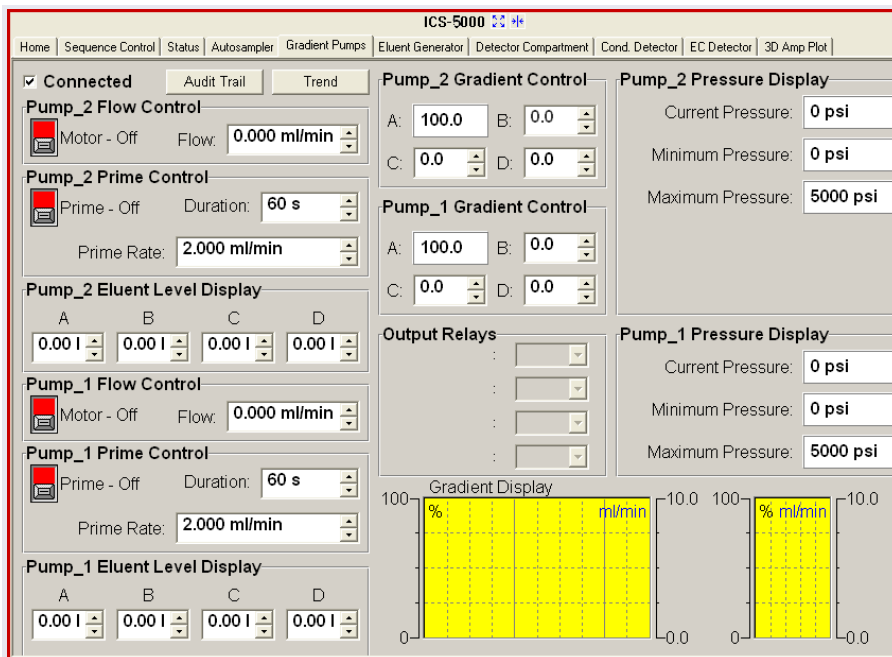 ICS-5000
Home Sequence Control Status Autosampler Gradient Pumps Eluent Generator Detector Compartment Cond. Detector EC Detector 3D Amp Plot
Connected Audit Trail Trend
Pump_2 Flow Control
Motor - Off Flow: 0.000 ml/min
Pump_2 Prime Control
Prime - Off Duration: 60 s
Prime Rate: 2.000 ml/min
Pump_2 Eluent Level Display
A B C D
0.00 l 0.00 l 0.00 l 0.00 l
Pump_1 Flow Control
Motor - Off Flow: 0.000 ml/min
Pump_1 Prime Control
Prime - Off Duration: 60 s
Prime Rate: 2.000 ml/min
Pump_1 Eluent Level Display
A B C D
0.00 l 0.00 l 0.00 l 0.00 l
Pump_2 Gradient Control
A: 100.0 B: 0.0
C: 0.0 D: 0.0
Pump_1 Gradient Control
A: 100.0 B: 0.0
C: 0.0 D: 0.0
Output Relays
:
:
:
:
Pump_2 Pressure Display
Current Pressure: 0 psi
Minimum Pressure: 0 psi
Maximum Pressure: 5000 psi
Pump_1 Pressure Display
Current Pressure: 0 psi
Minimum Pressure: 0 psi
Maximum Pressure: 5000 psi
Gradient Display
100 % ml/min 10.0 100 % ml/min 10.0
0 0.0 0 0.0